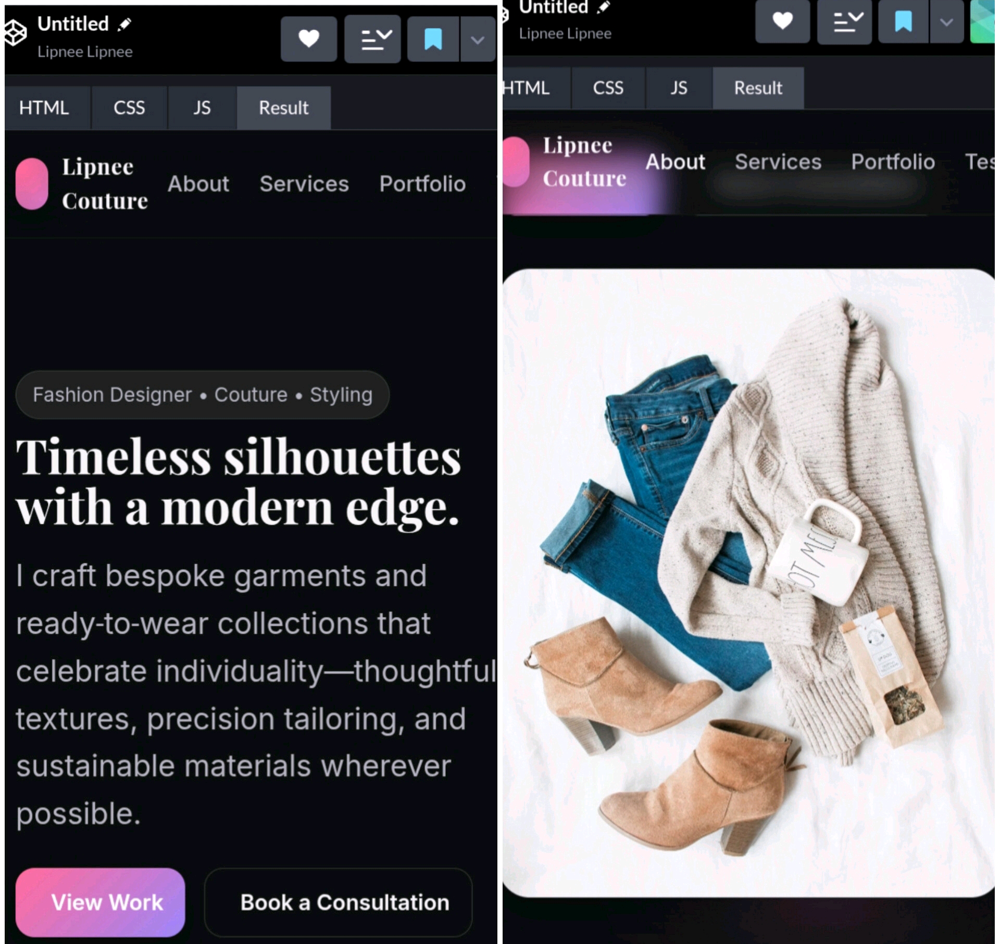 Untitled
Lipnee Lipnee
HTML CSS JS Result
Lipnee
Couture
About Services Portfolio
Fashion Designer • Couture • Styling
Timeless silhouettes
with a modern edge.
I craft bespoke garments and
ready-to-wear collections that
celebrate individuality—thoughtful
textures, precision tailoring, and
sustainable materials wherever
possible.
View Work Book a Consultation
Untitled
Lipnee Lipnee
HTML CSS JS Result
Lipnee
Couture
About Services Portfolio Tes
OT MESS